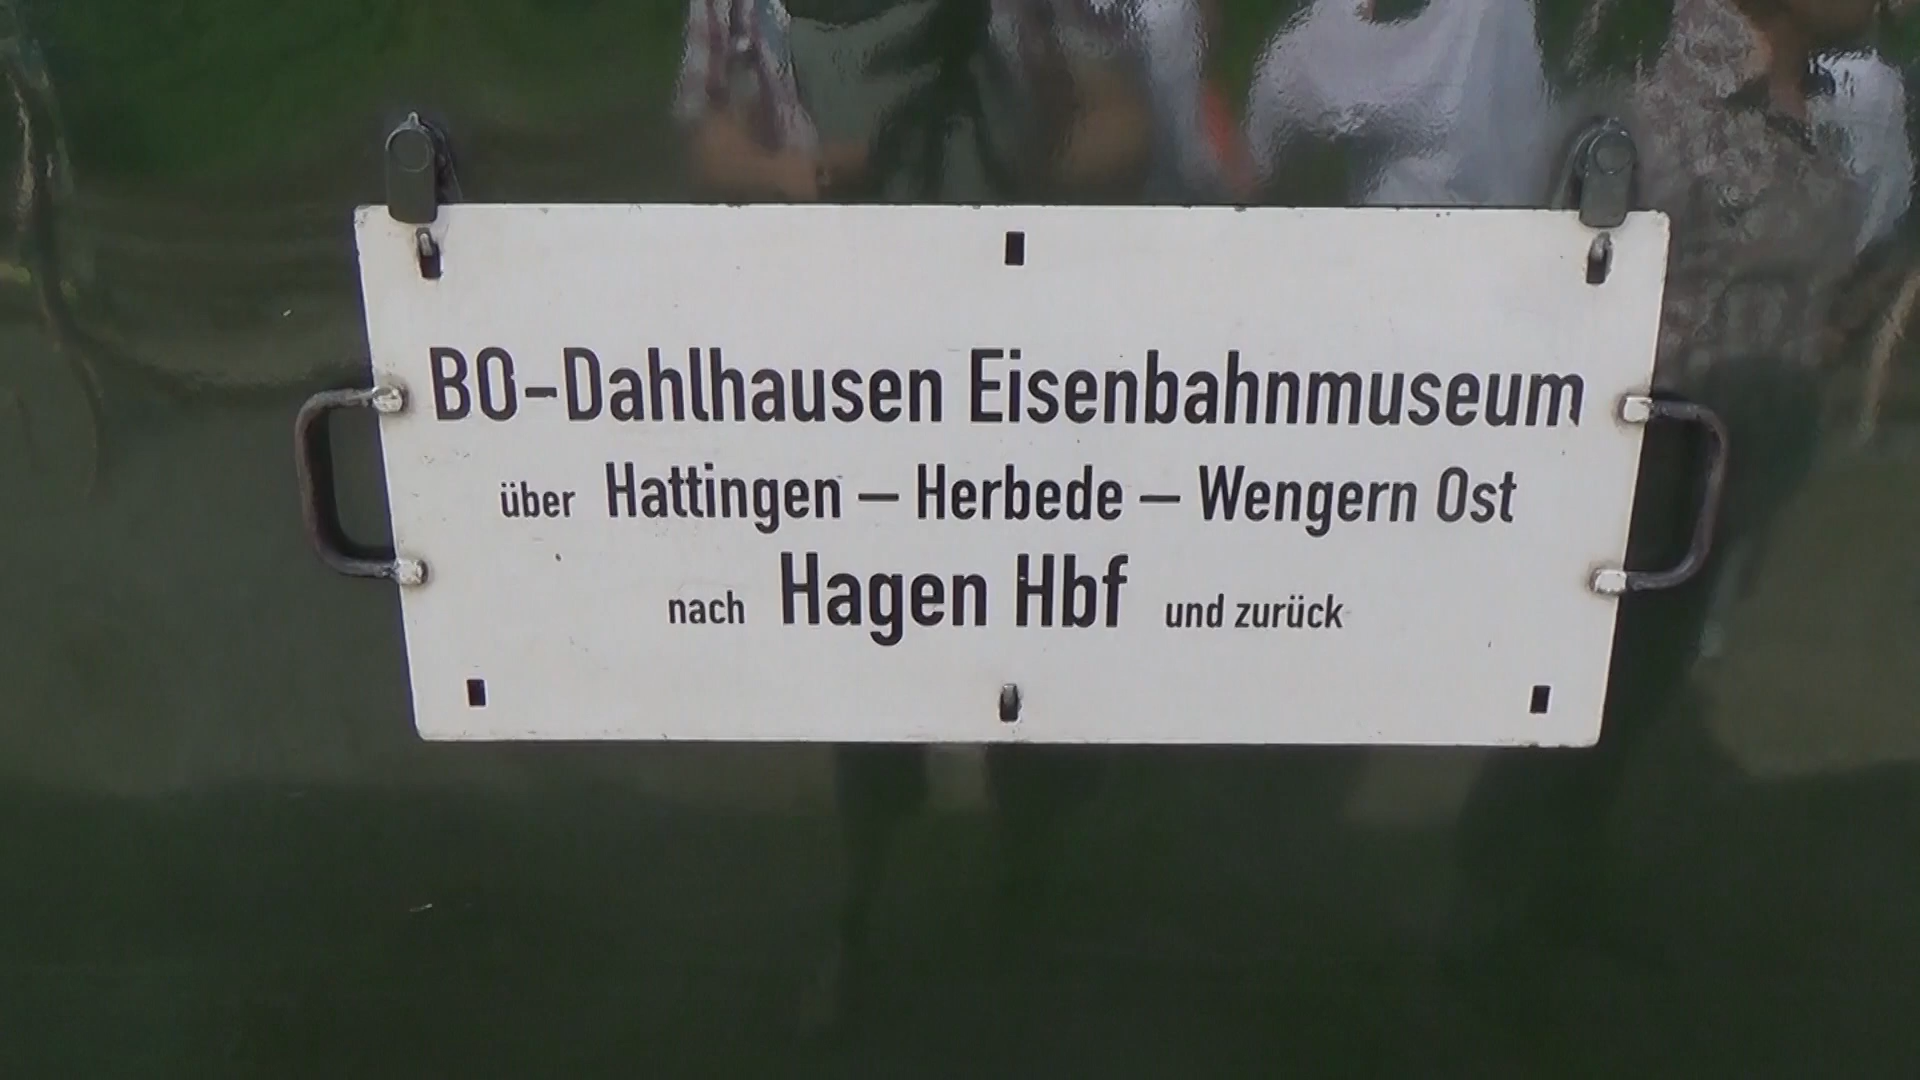 BO-Dahlhausen Eisenbahnmuseum
über Hattingen – Herbede – Wengern Ost
nach Hagen Hbf und zurück